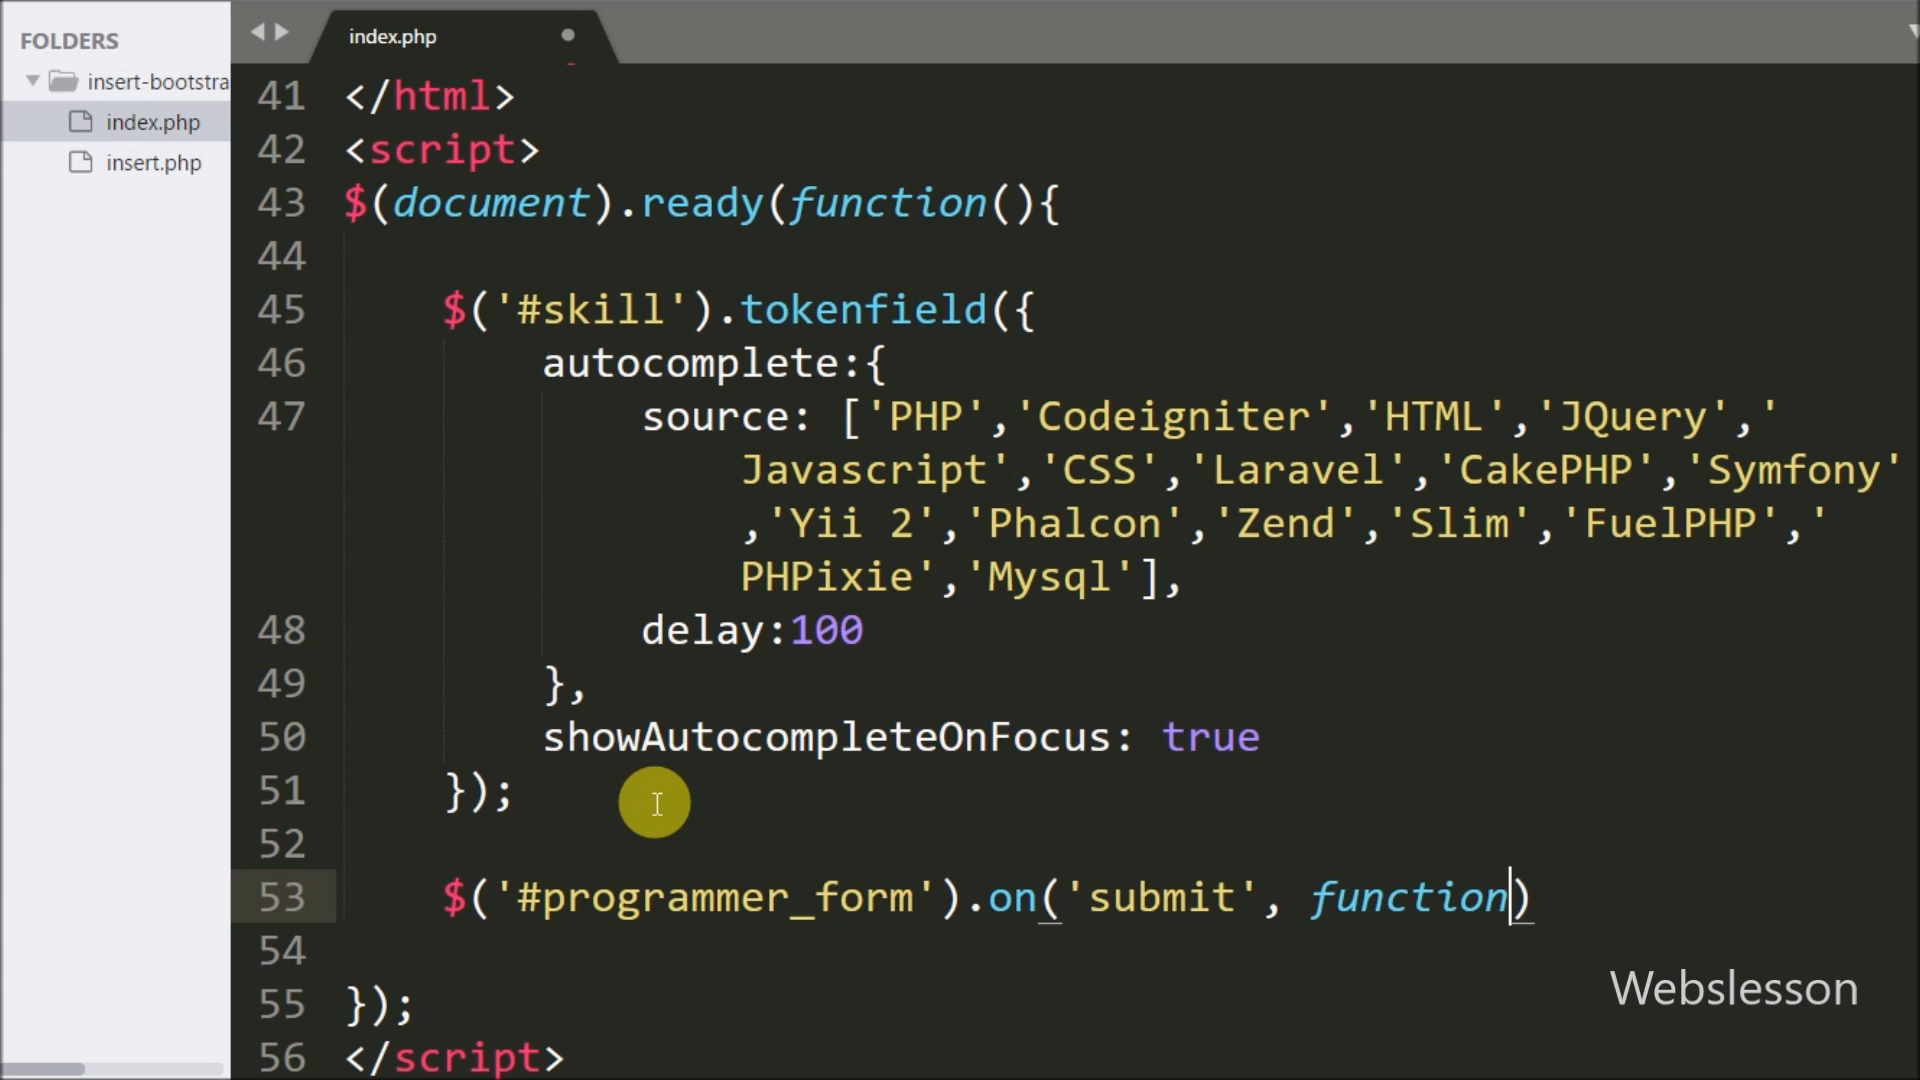 FOLDERS
insert-bootstra
index.php
insert.php
index.php
41 </html>
42 <script>
43 $(document).ready(function(){
44
45 $('#skill').tokenfield({
46 autocomplete:{
47 source: ['PHP','Codeigniter','HTML','JQuery','
Javascript','CSS','Laravel','CakePHP','Symfony'
,'Yii 2','Phalcon','Zend','Slim','FuelPHP','
PHPixie','Mysql'],
48 delay:100
49 },
50 showAutocompleteOnFocus: true
51 });
52
53 $('#programmer_form').on('submit', function)
54
55 });
56 </script>
Webslesson